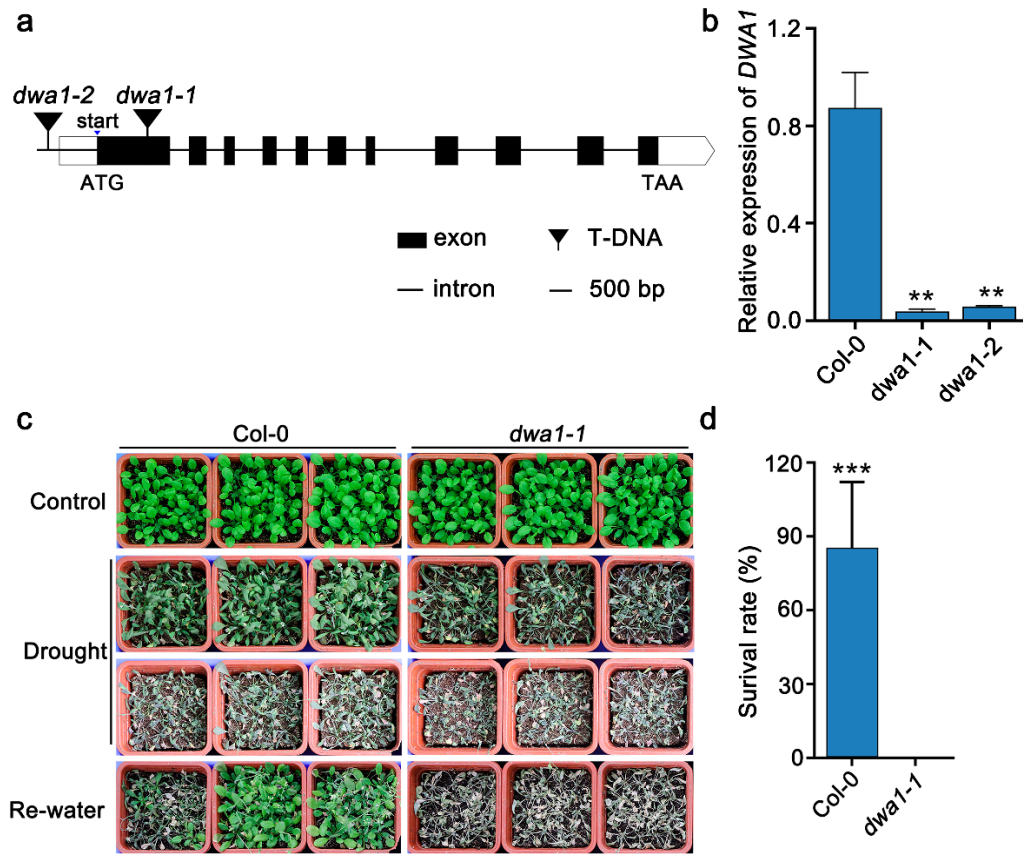 a
dwa1-2
dwa1-1
start
ATG
TAA
exon
T-DNA
intron
500 bp
b
Relative expression of DWA1
1.2
0.8
0.4
0.0
**
**
Col-0
dwa1-1
dwa1-2
c
Col-0
dwa1-1
Control
Drought
Re-water
d
Surival rate (%)
120
90
60
30
0
***
Col-0
dwa1-1